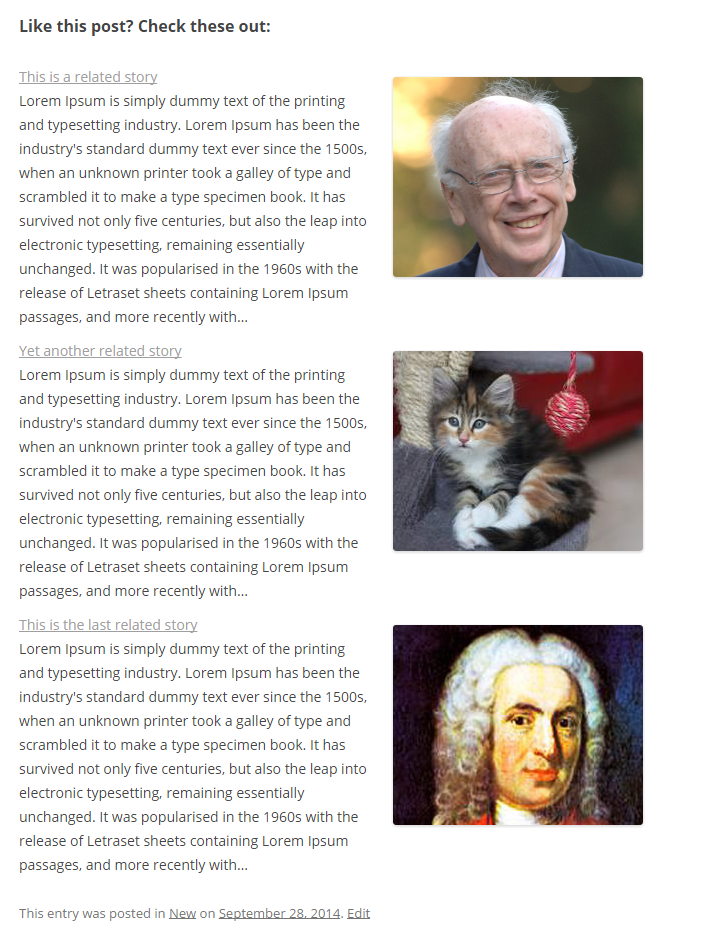 Like this post? Check these out:
This is a related story
Lorem Ipsum is simply dummy text of the printing
and typesetting industry. Lorem Ipsum has been the
industry's standard dummy text ever since the 1500s,
when an unknown printer took a galley of type and
scrambled it to make a type specimen book. It has
survived not only five centuries, but also the leap into
electronic typesetting, remaining essentially
unchanged. It was popularised in the 1960s with the
release of Letraset sheets containing Lorem Ipsum
passages, and more recently with...
Yet another related story
Lorem Ipsum is simply dummy text of the printing
and typesetting industry. Lorem Ipsum has been the
industry's standard dummy text ever since the 1500s,
when an unknown printer took a galley of type and
scrambled it to make a type specimen book. It has
survived not only five centuries, but also the leap into
electronic typesetting, remaining essentially
unchanged. It was popularised in the 1960s with the
release of Letraset sheets containing Lorem Ipsum
passages, and more recently with...
This is the last related story
Lorem Ipsum is simply dummy text of the printing
and typesetting industry. Lorem Ipsum has been the
industry's standard dummy text ever since the 1500s,
when an unknown printer took a galley of type and
scrambled it to make a type specimen book. It has
survived not only five centuries, but also the leap into
electronic typesetting, remaining essentially
unchanged. It was popularised in the 1960s with the
release of Letraset sheets containing Lorem Ipsum
passages, and more recently with...
This entry was posted in New on September 28, 2014. Edit